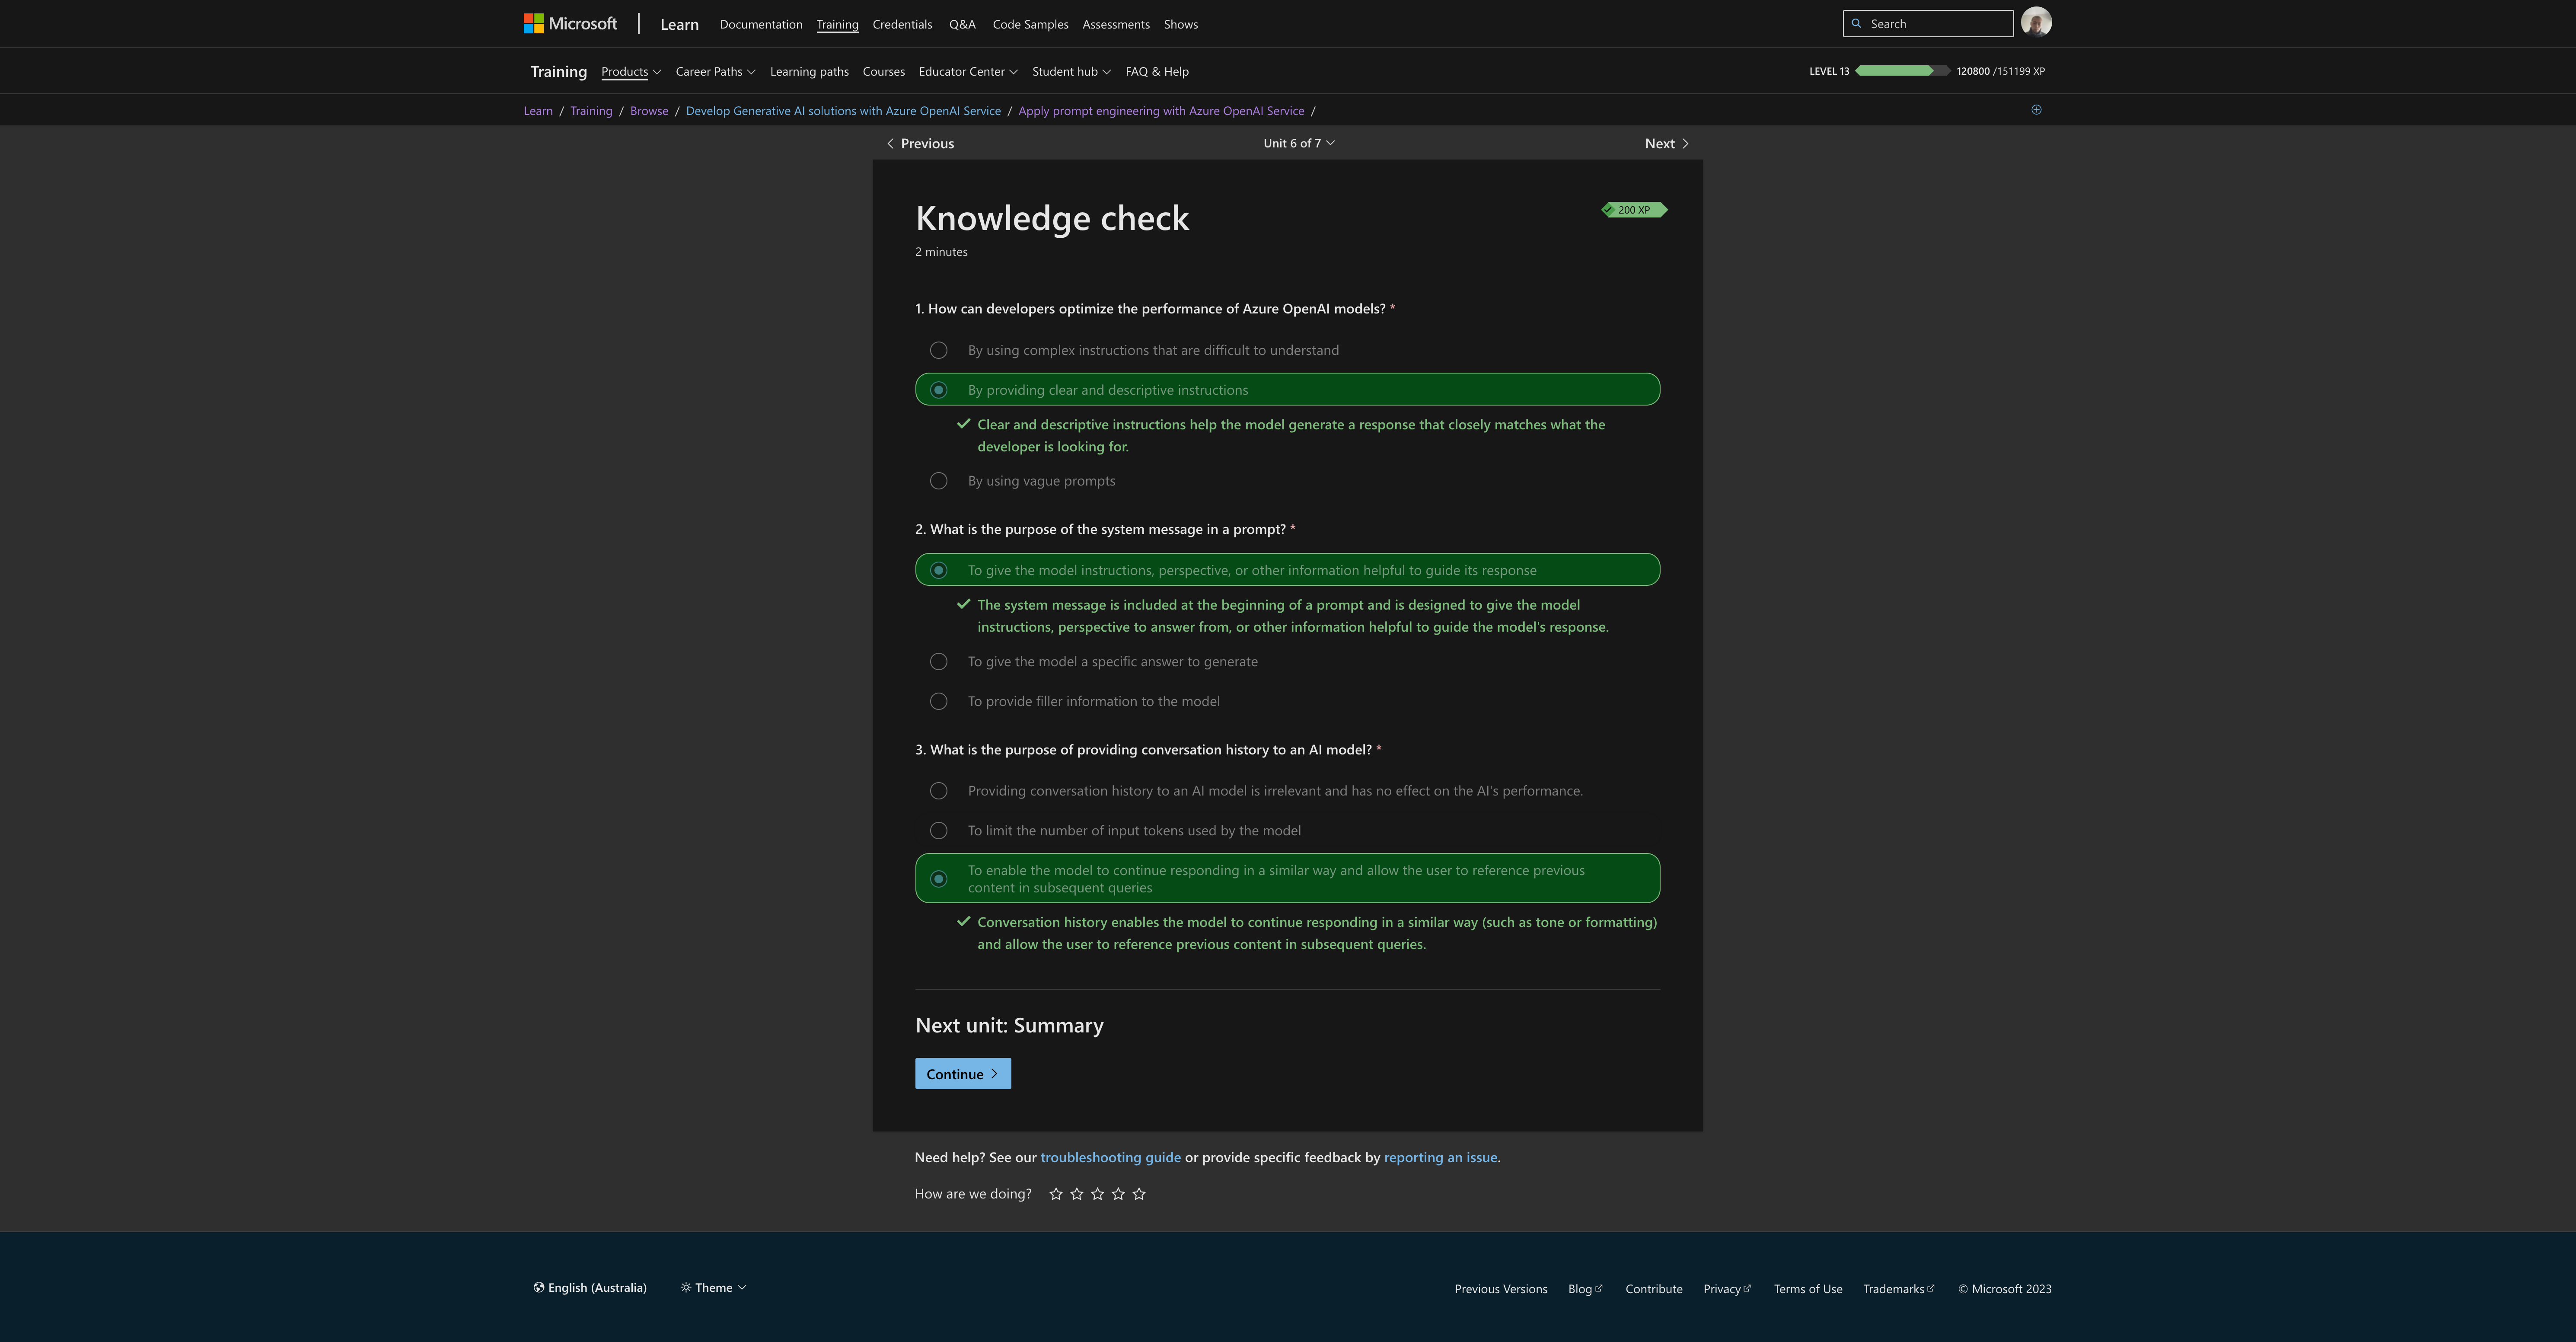 Microsoft
Learn
Documentation
Training
Credentials
Q&A
Code Samples
Assessments
Shows
Search
Training
Products
Career Paths
Learning paths
Courses
Educator Center
Student hub
FAQ & Help
LEVEL 13
120800 /151199 XP
Learn / Training / Browse / Develop Generative AI solutions with Azure OpenAI Service / Apply prompt engineering with Azure OpenAI Service /
Previous
Unit 6 of 7
Next
Knowledge check
200 XP
2 minutes
1. How can developers optimize the performance of Azure OpenAI models? *
By using complex instructions that are difficult to understand
By providing clear and descriptive instructions
Clear and descriptive instructions help the model generate a response that closely matches what the
developer is looking for.
By using vague prompts
2. What is the purpose of the system message in a prompt? *
To give the model instructions, perspective, or other information helpful to guide its response
The system message is included at the beginning of a prompt and is designed to give the model
instructions, perspective to answer from, or other information helpful to guide the model's response.
To give the model a specific answer to generate
To provide filler information to the model
3. What is the purpose of providing conversation history to an AI model? *
Providing conversation history to an AI model is irrelevant and has no effect on the AI's performance.
To limit the number of input tokens used by the model
To enable the model to continue responding in a similar way and allow the user to reference previous
content in subsequent queries
Conversation history enables the model to continue responding in a similar way (such as tone or formatting)
and allow the user to reference previous content in subsequent queries.
Next unit: Summary
Continue
Need help? See our troubleshooting guide or provide specific feedback by reporting an issue.
How are we doing?
English (Australia)
Theme
Previous Versions
Blog
Contribute
Privacy
Terms of Use
Trademarks
© Microsoft 2023